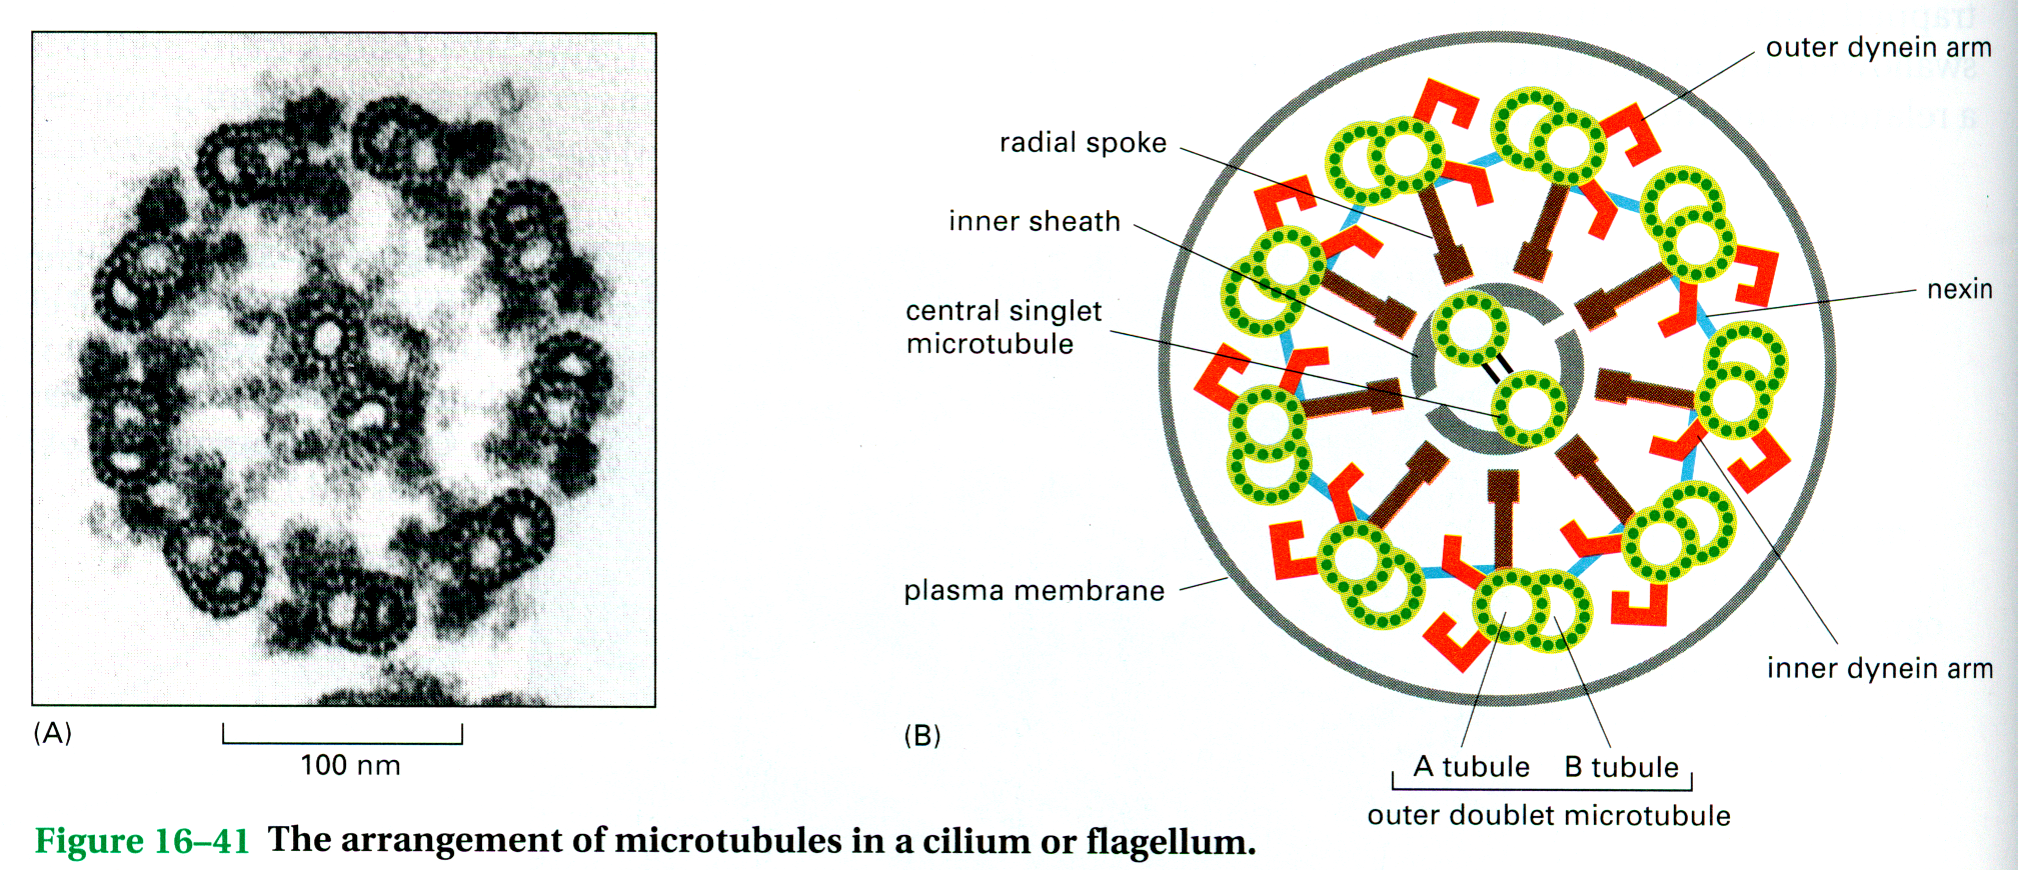 outer dynein arm
radial spoke
inner sheath
central singlet
microtubule
nexin
plasma membrane
inner dynein arm
(A)
100 nm
(B)
A tubule B tubule
outer doublet microtubule
Figure 16–41 The arrangement of microtubules in a cilium or flagellum.